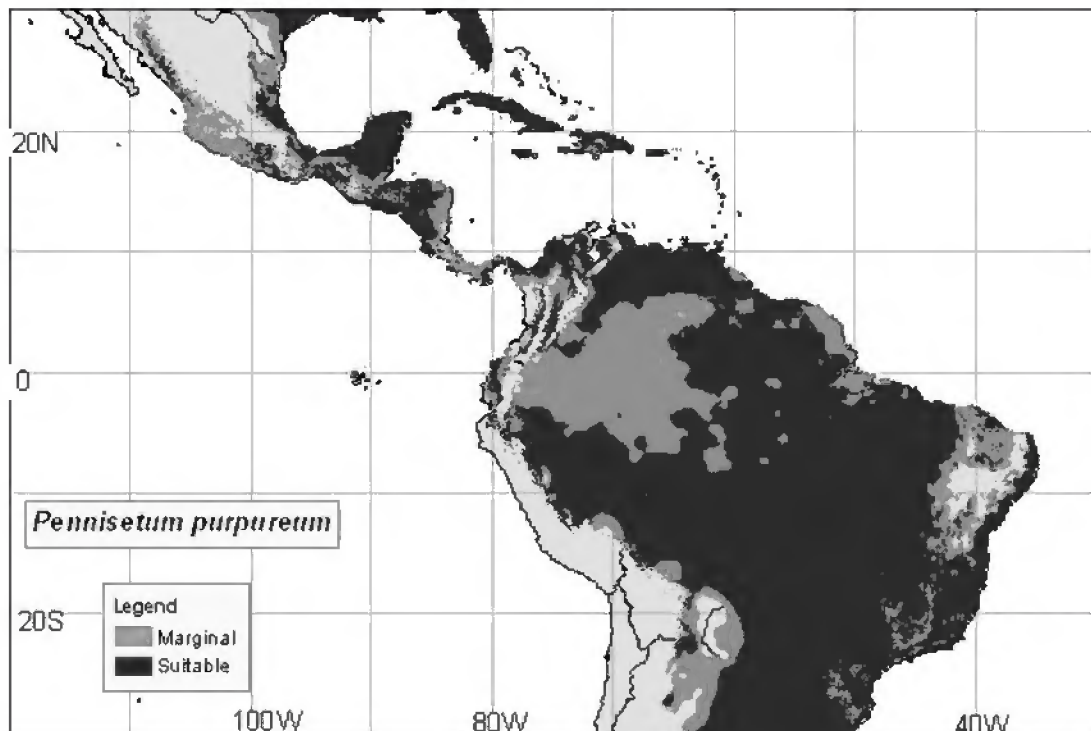 20N
0
Pennisetum purpureum
Legend
Marginal
Suitable
20S
100W
80W
40W